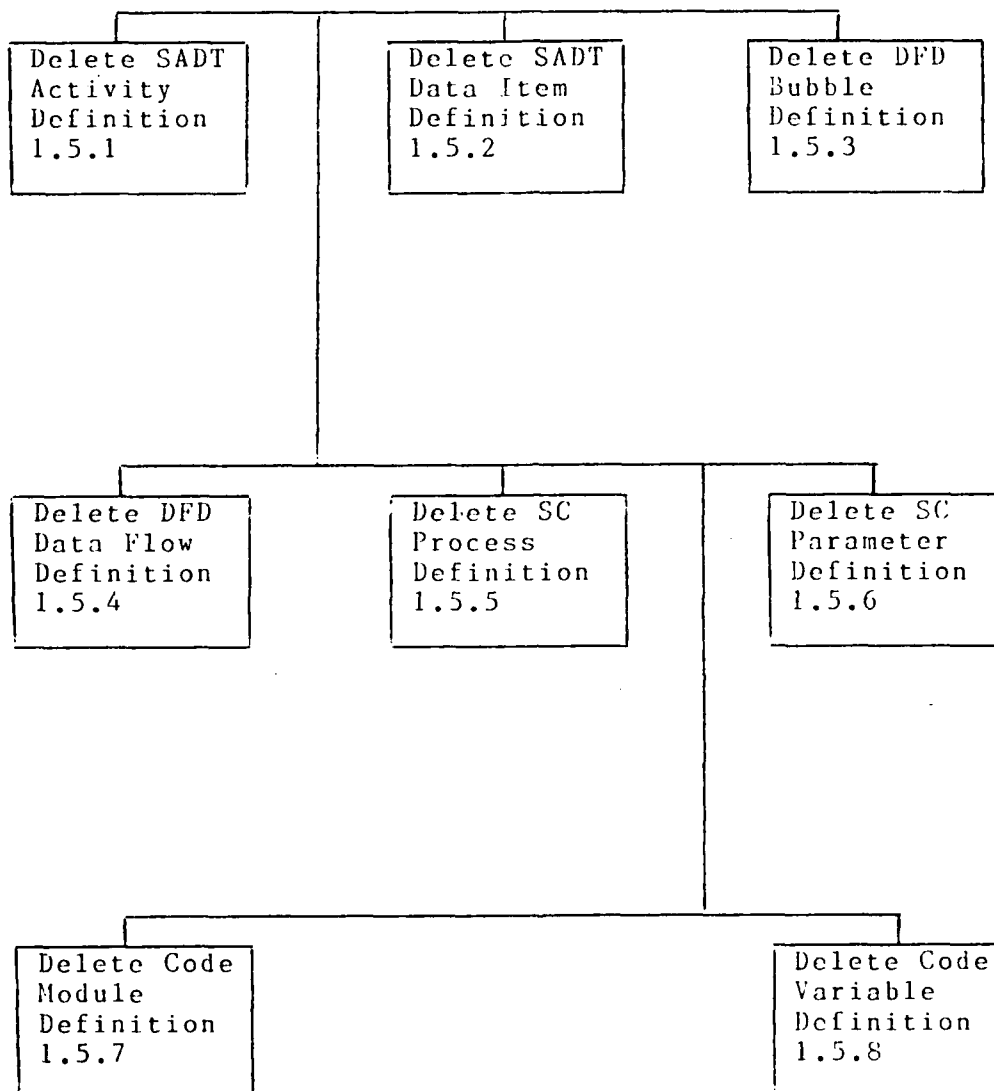 Delete SADT
Activity
Definition
1.5.1
Delete SADT
Data Item
Definition
1.5.2
Delete DFD
Bubble
Definition
1.5.3
Delete DFD
Data Flow
Definition
1.5.4
Delete SC
Process
Definition
1.5.5
Delete SC
Parameter
Definition
1.5.6
Delete Code
Module
Definition
1.5.7
Delete Code
Variable
Definition
1.5.8